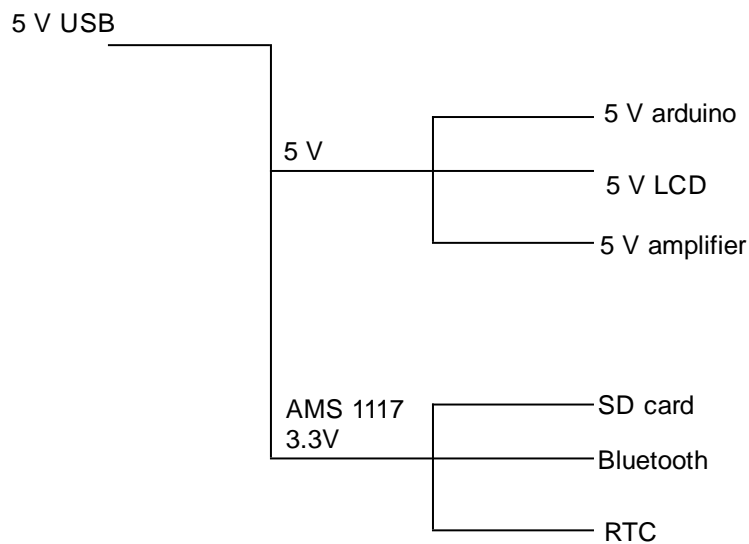 5 V USB
5 V arduino
5 V
5 V LCD
5 V amplifier
AMS 1117
3.3V
SD card
Bluetooth
RTC